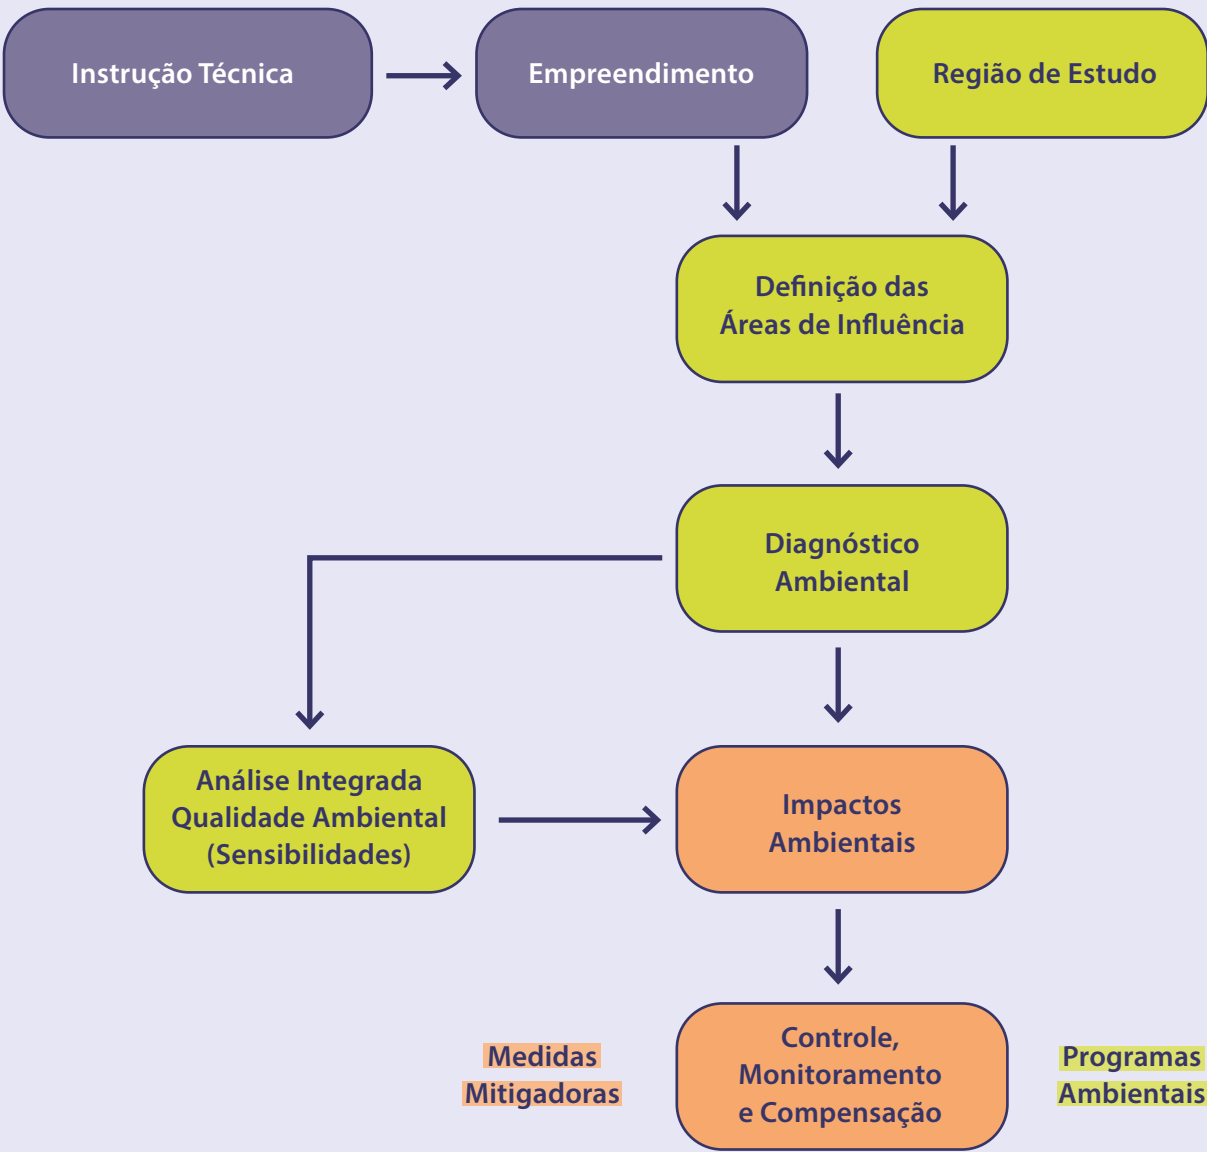 Instrução Técnica
Empreendimento
Região de Estudo
Definição das
Áreas de Influência
Diagnóstico
Ambiental
Análise Integrada
Qualidade Ambiental
(Sensibilidades)
Impactos
Ambientais
Medidas
Mitigadoras
Controle,
Monitoramento
e Compensação
Programas
Ambientais